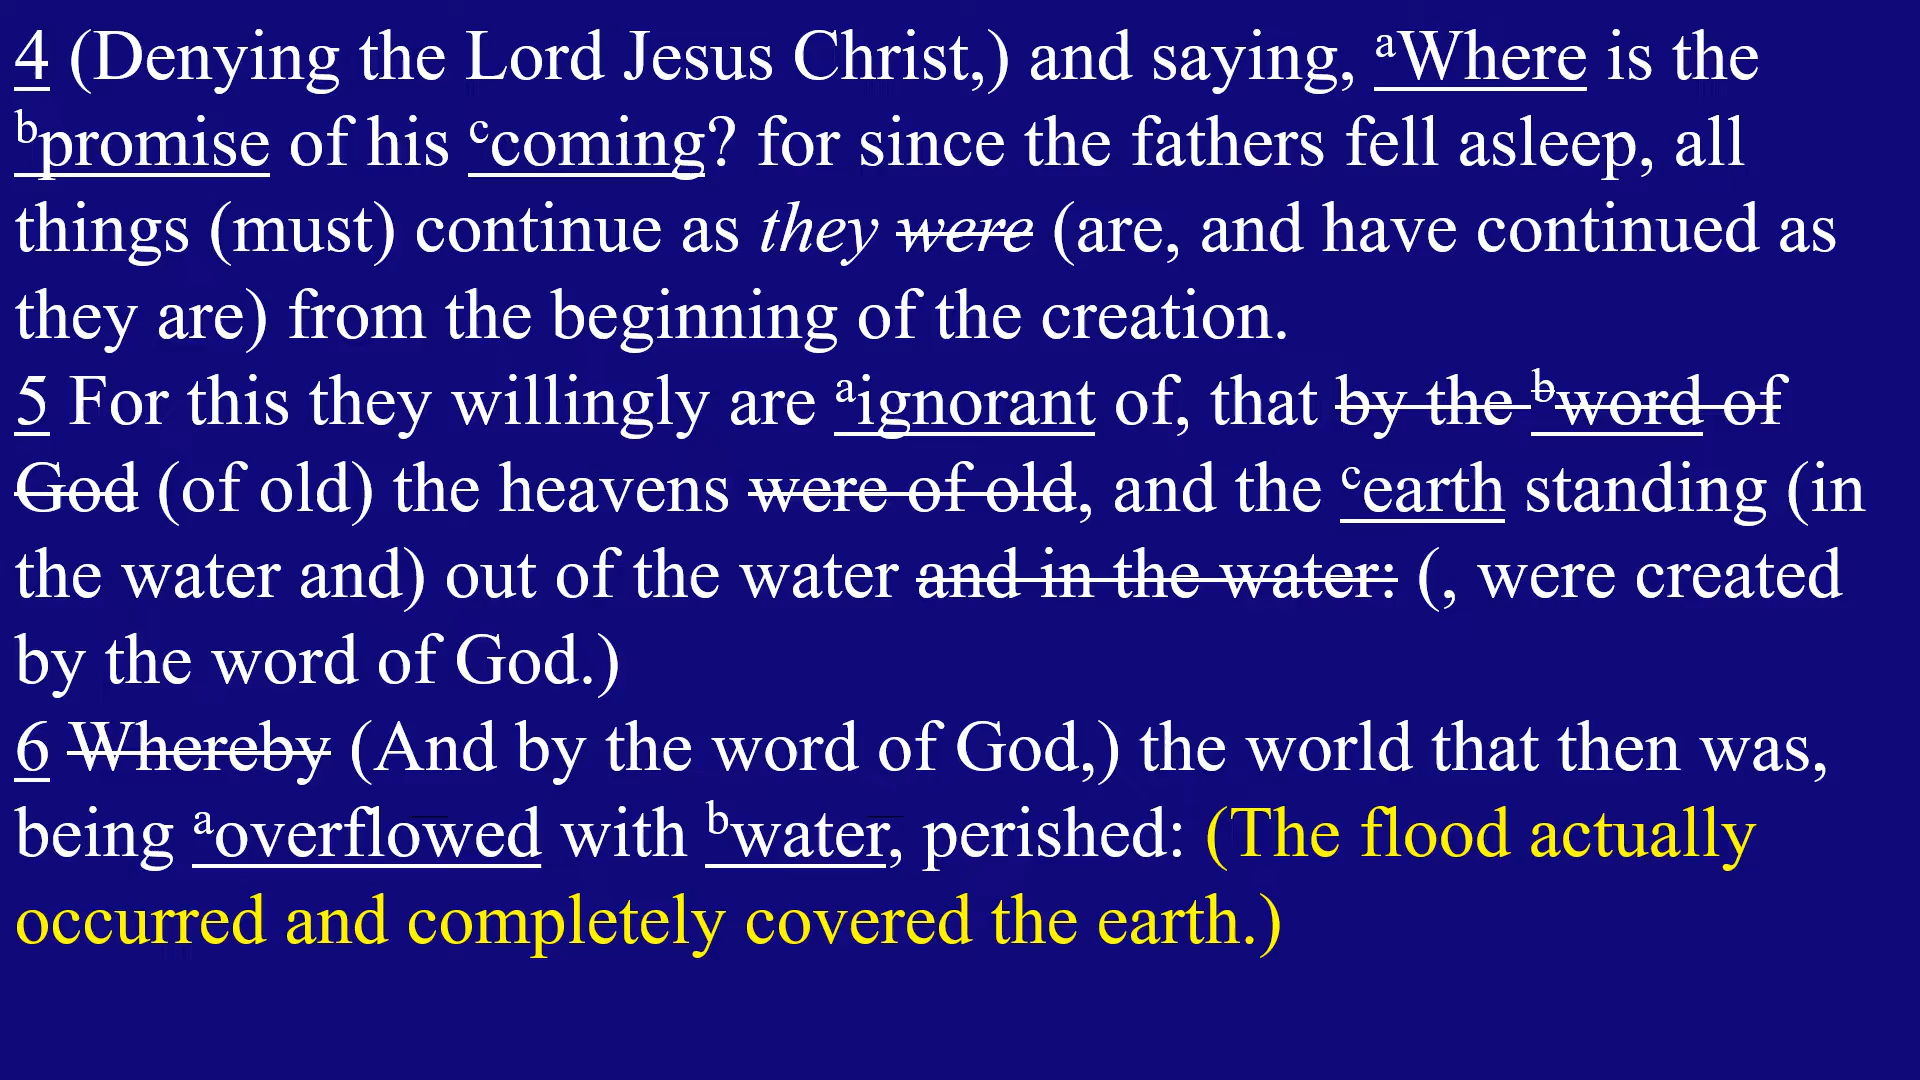 4 (Denying the Lord Jesus Christ,) and saying, aWhere is the
bpromise of his ccoming? for since the fathers fell asleep, all
things (must) continue as they were (are, and have continued as
they are) from the beginning of the creation.
5 For this they willingly are aignorant of, that by the bword of
God (of old) the heavens were of old, and the cearth standing (in
the water and) out of the water and in the water: (, were created
by the word of God.)
6 Whereby (And by the word of God,) the world that then was,
being aoverflowed with bwater, perished: (The flood actually
occurred and completely covered the earth.)